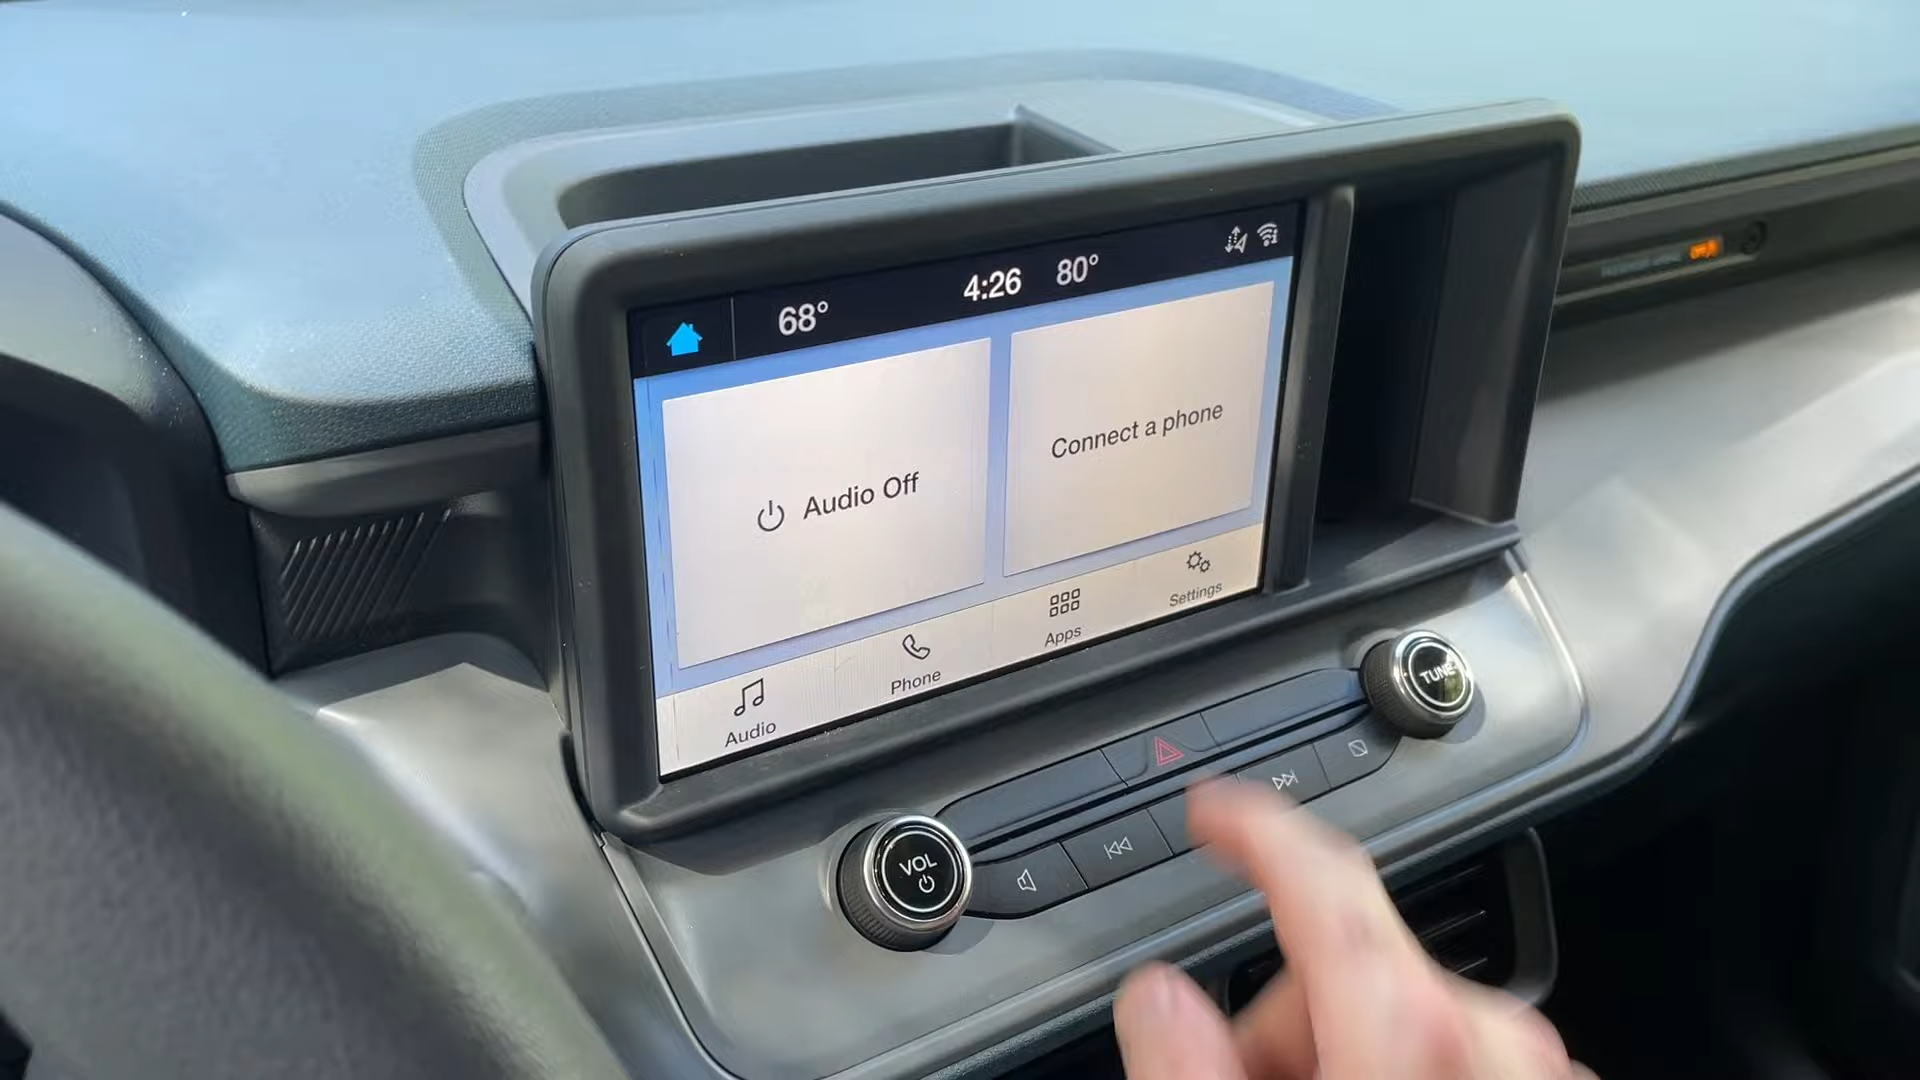 68°
4:26
80°
Audio Off
Connect a phone
Audio
Phone
Apps
Settings
VOL
TUNE